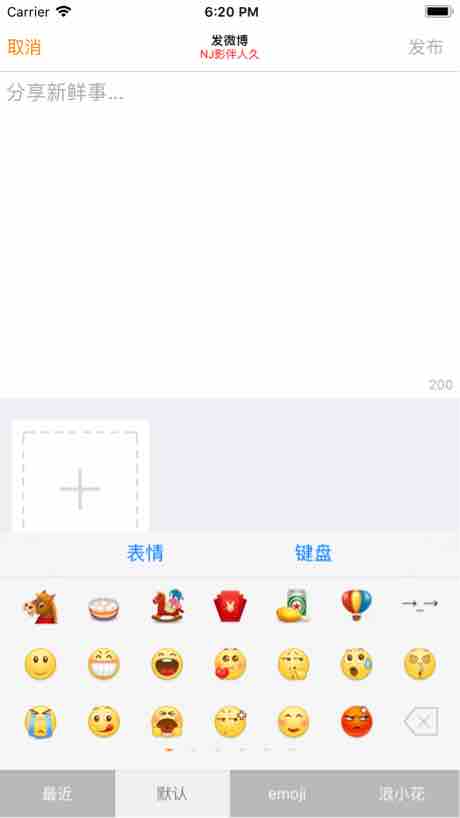 Carrier 6:20 PM
取消 发微博 发布
NJ影伴人久
分享新鲜事...
200
表情 键盘
最近 默认 emoji 浪小花